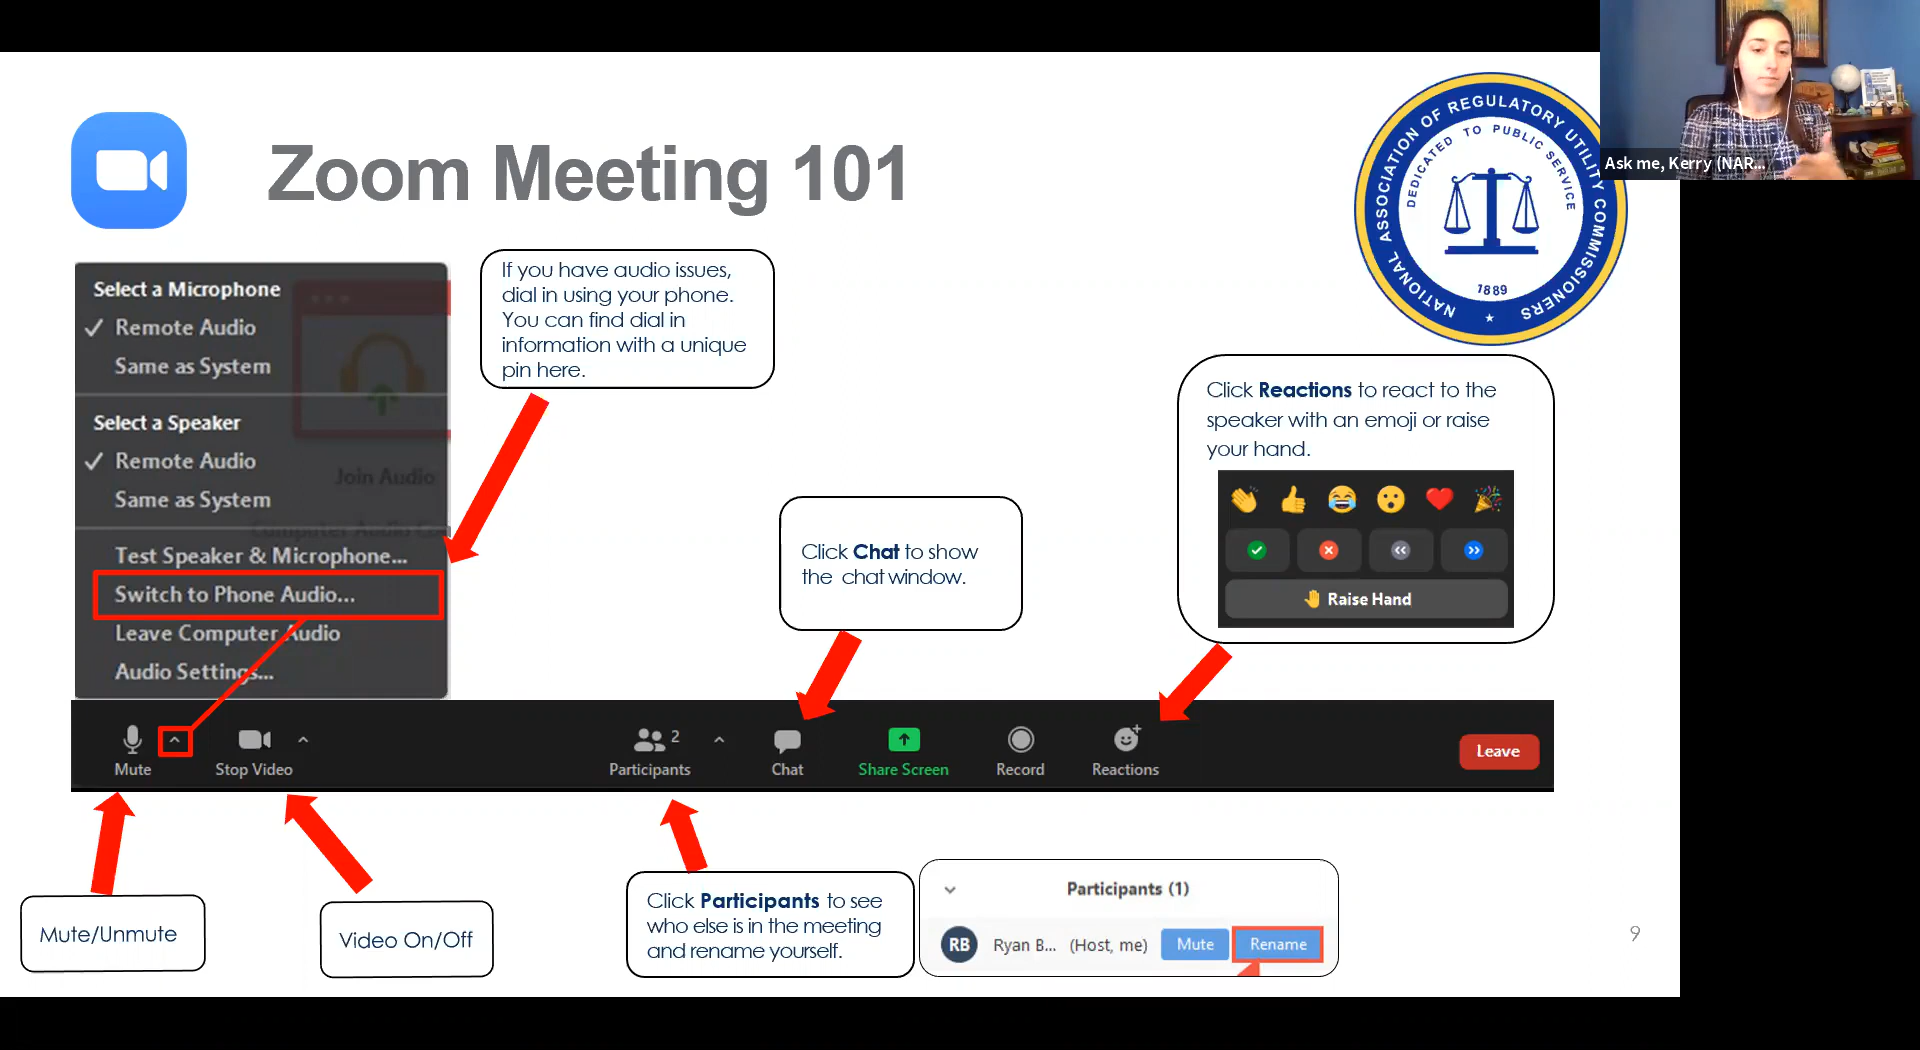 Zoom Meeting 101
NATIONAL ASSOCIATION OF REGULATORY UTILITY COMMISSIONERS
DEDICATED TO PUBLIC SERVICE
1889
Ask me, Kerry (NAR...
Select a Microphone
Remote Audio
Same as System
Select a Speaker
Remote Audio
Same as System
Join Audio
Computer Audio Co
Test Speaker & Microphone...
Switch to Phone Audio...
Leave Computer Audio
Audio Settings...
If you have audio issues,
dial in using your phone.
You can find dial in
information with a unique
pin here.
Click Chat to show
the chat window.
Click Reactions to react to the
speaker with an emoji or raise
your hand.
Raise Hand
Mute
Stop Video
2
Participants
Chat
Share Screen
Record
Reactions
Leave
Mute/Unmute
Video On/Off
Click Participants to see
who else is in the meeting
and rename yourself.
Participants (1)
RB Ryan B... (Host, me) Mute Rename
9